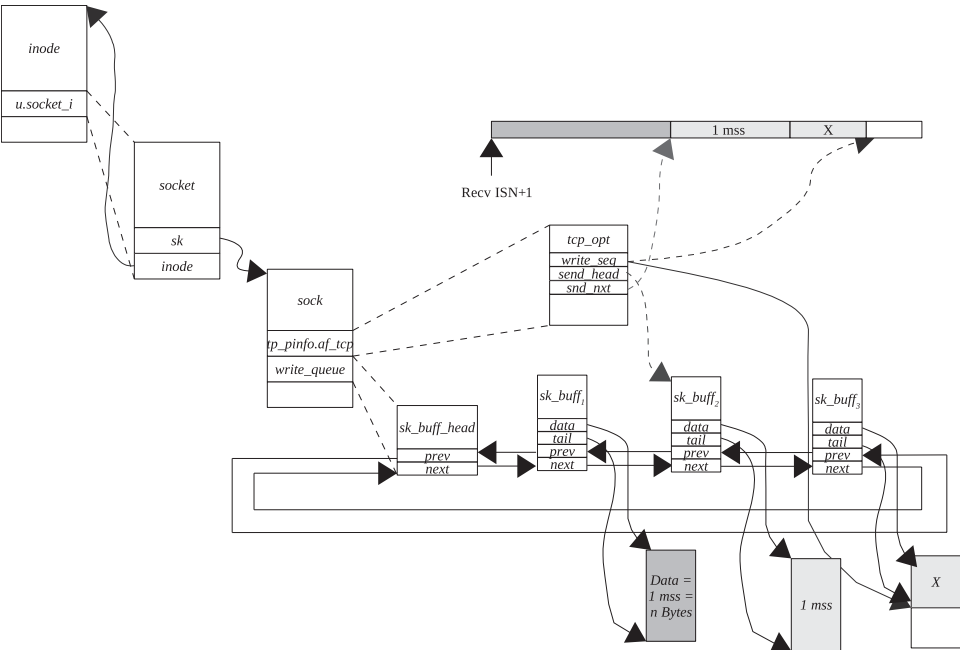 inode
u.socket_i
socket
sk
inode
1 mss
X
Recv ISN+1
sock
tp_pinfo.af_tcp
write_queue
tcp_opt
write_seq
send_head
snd_nxt
sk_buff_head
prev
next
sk_buff1
data
tail
prev
next
sk_buff2
data
tail
prev
next
sk_buff3
data
tail
prev
next
Data =
1 mss =
n Bytes
1 mss
X